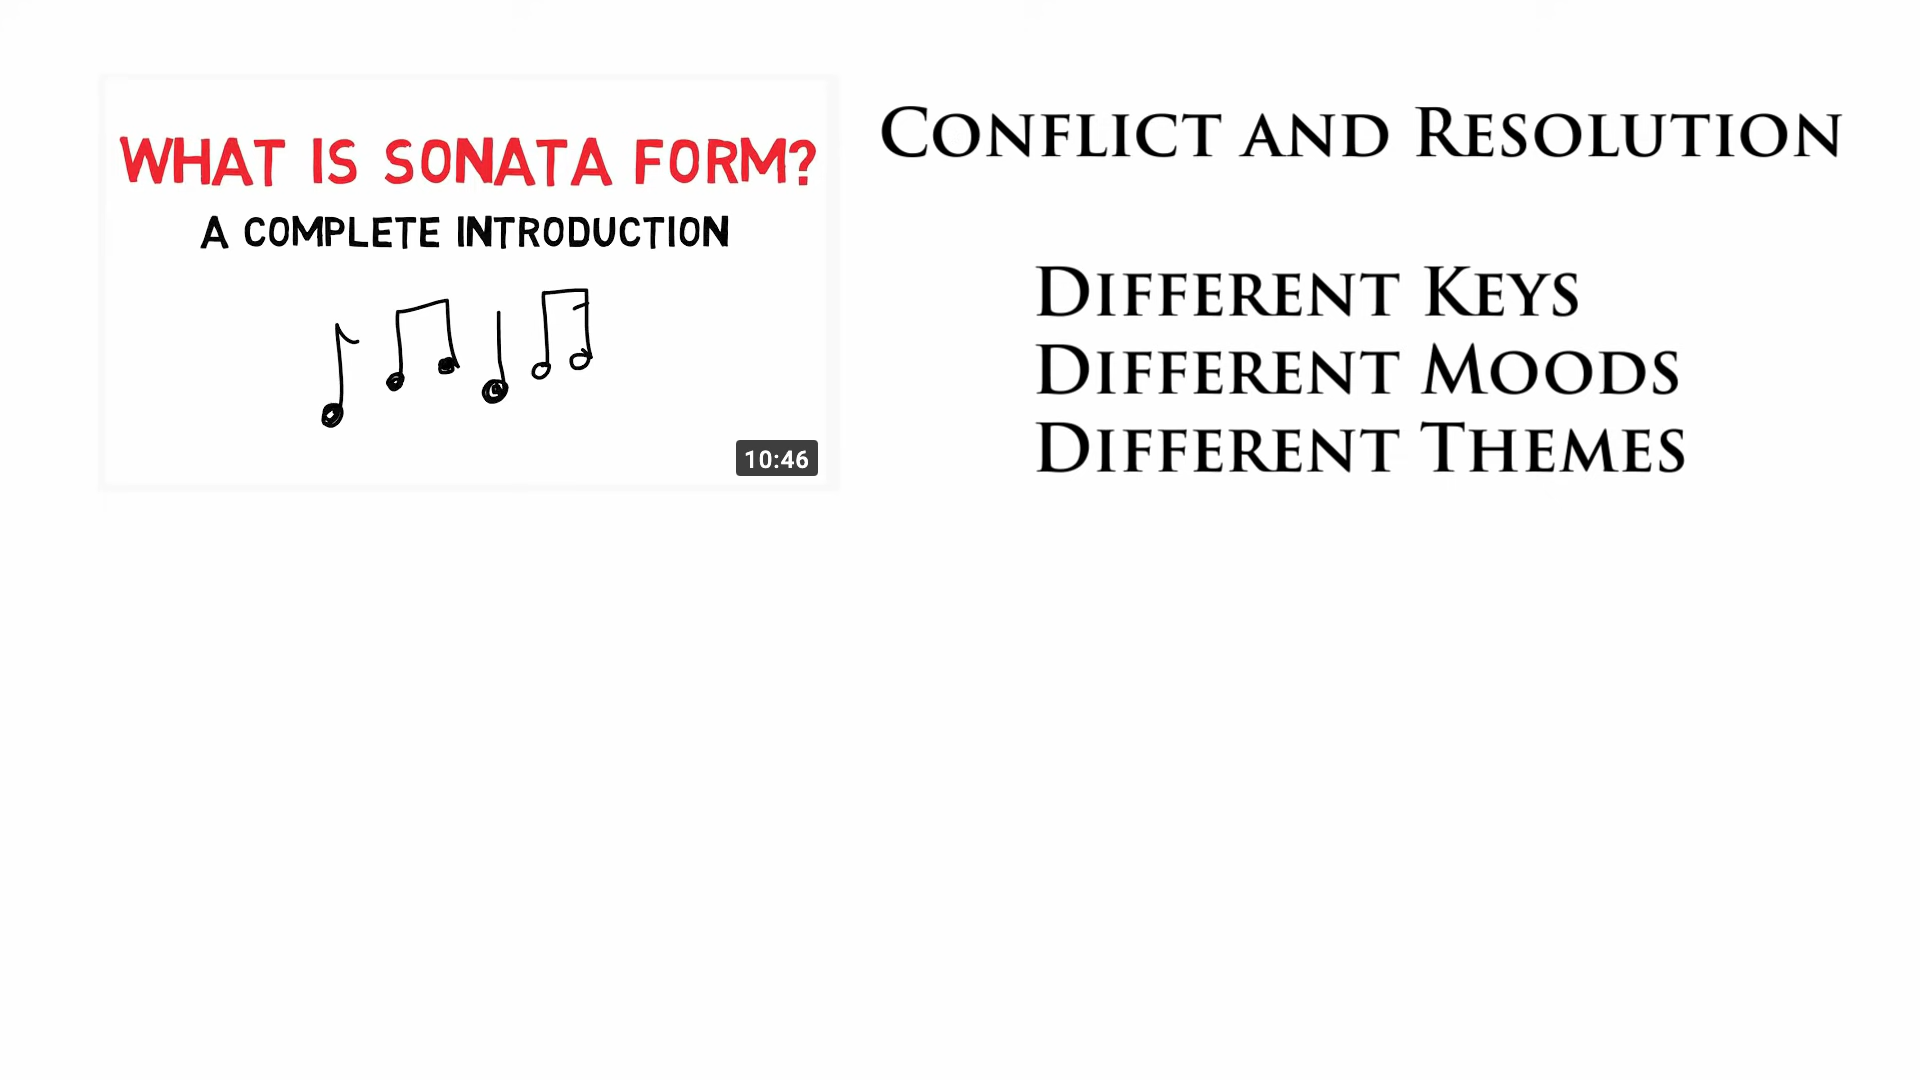 WHAT IS SONATA FORM?
A COMPLETE INTRODUCTION
10:46
CONFLICT AND RESOLUTION
DIFFERENT KEYS
DIFFERENT MOODS
DIFFERENT THEMES